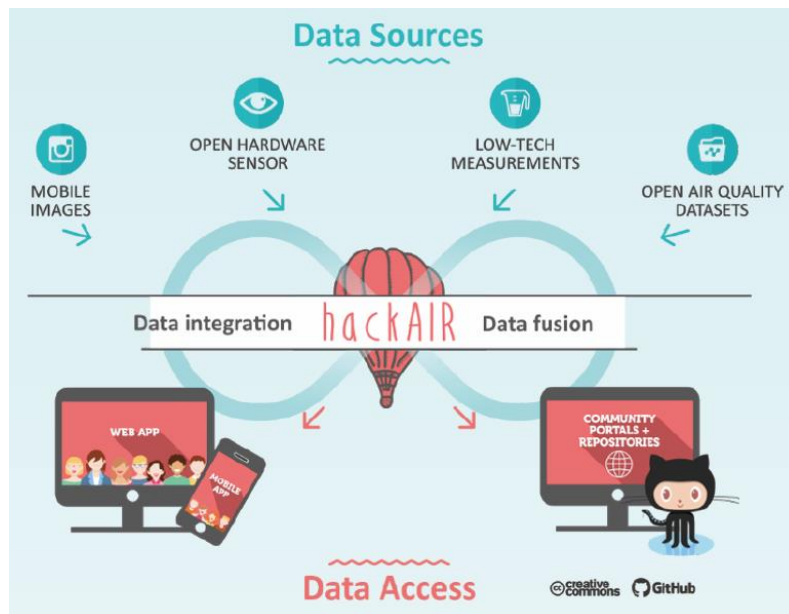 Data Sources
OPEN HARDWARE
SENSOR
LOW-TECH
MEASUREMENTS
MOBILE
IMAGES
OPEN AIR QUALITY
DATASETS
Data integration
hackAIR
Data fusion
WEB APP
MOBILE
APP
COMMUNITY
PORTALS +
REPOSITORIES
Data Access
cc creative
commons
GitHub